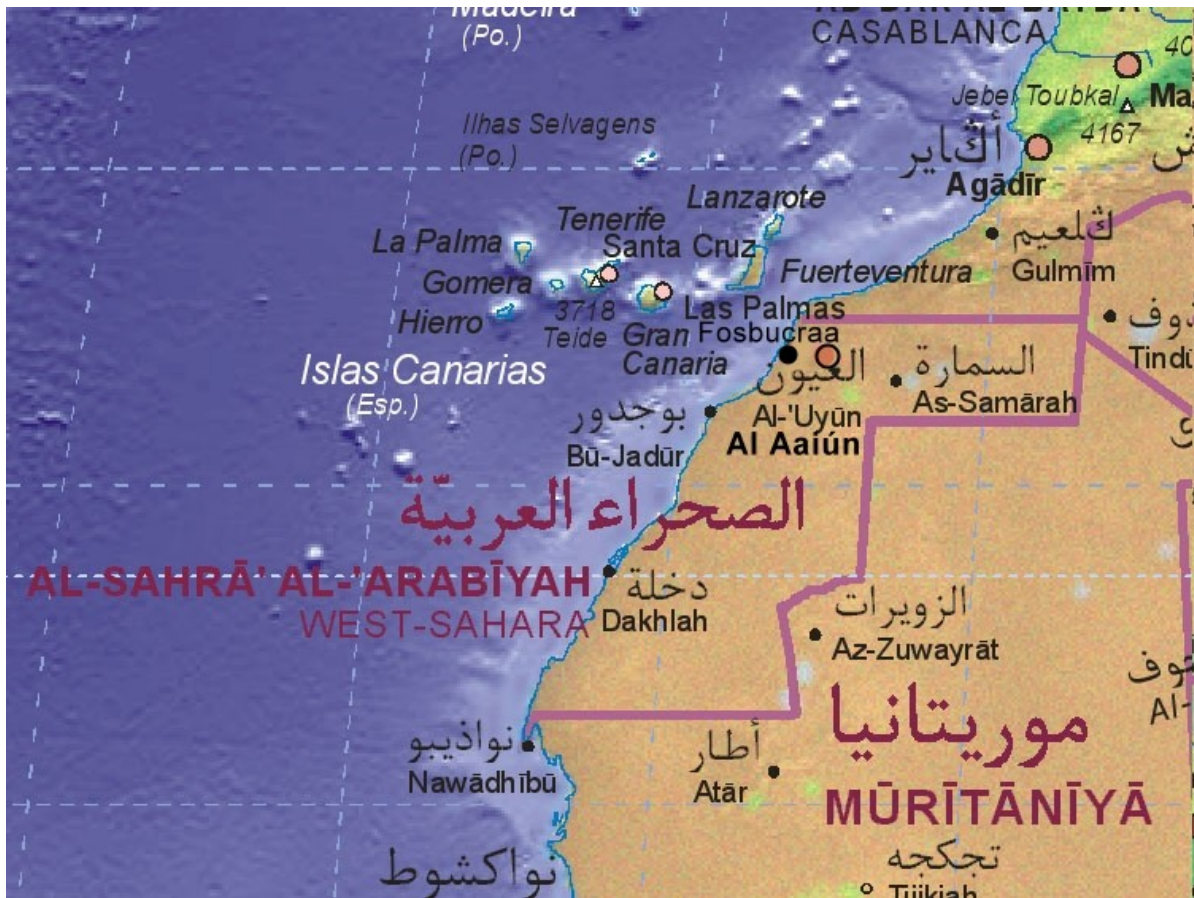 Madeira
(Po.)
CASABLANCA
Jebel Toubkal
4167
Ilhas Selvagens
(Po.)
أڭاير
Agādīr
Lanzarote
Tenerife
La Palma
Santa Cruz
Gomera
Fuerteventura
ڭلعيم
Gulmīm
Hierro
3718
Teide
Gran
Canaria
Las Palmas
Fosbucraa
Islas Canarias
(Esp.)
العيون
Al-'Uyūn
Al Aaiún
السمارة
As-Samārah
بوجدور
Bū-Jadūr
الصحراء العربيّة
AL-SAHRĀ' AL-'ARABĪYAH
WEST-SAHARA
دخلة
Dakhlah
الزويرات
Az-Zuwayrāt
موريتانيا
MŪRĪTĀNĪYĀ
نواذيبو
Nawādhībū
أطار
Atār
نواكشوط
تجكجه